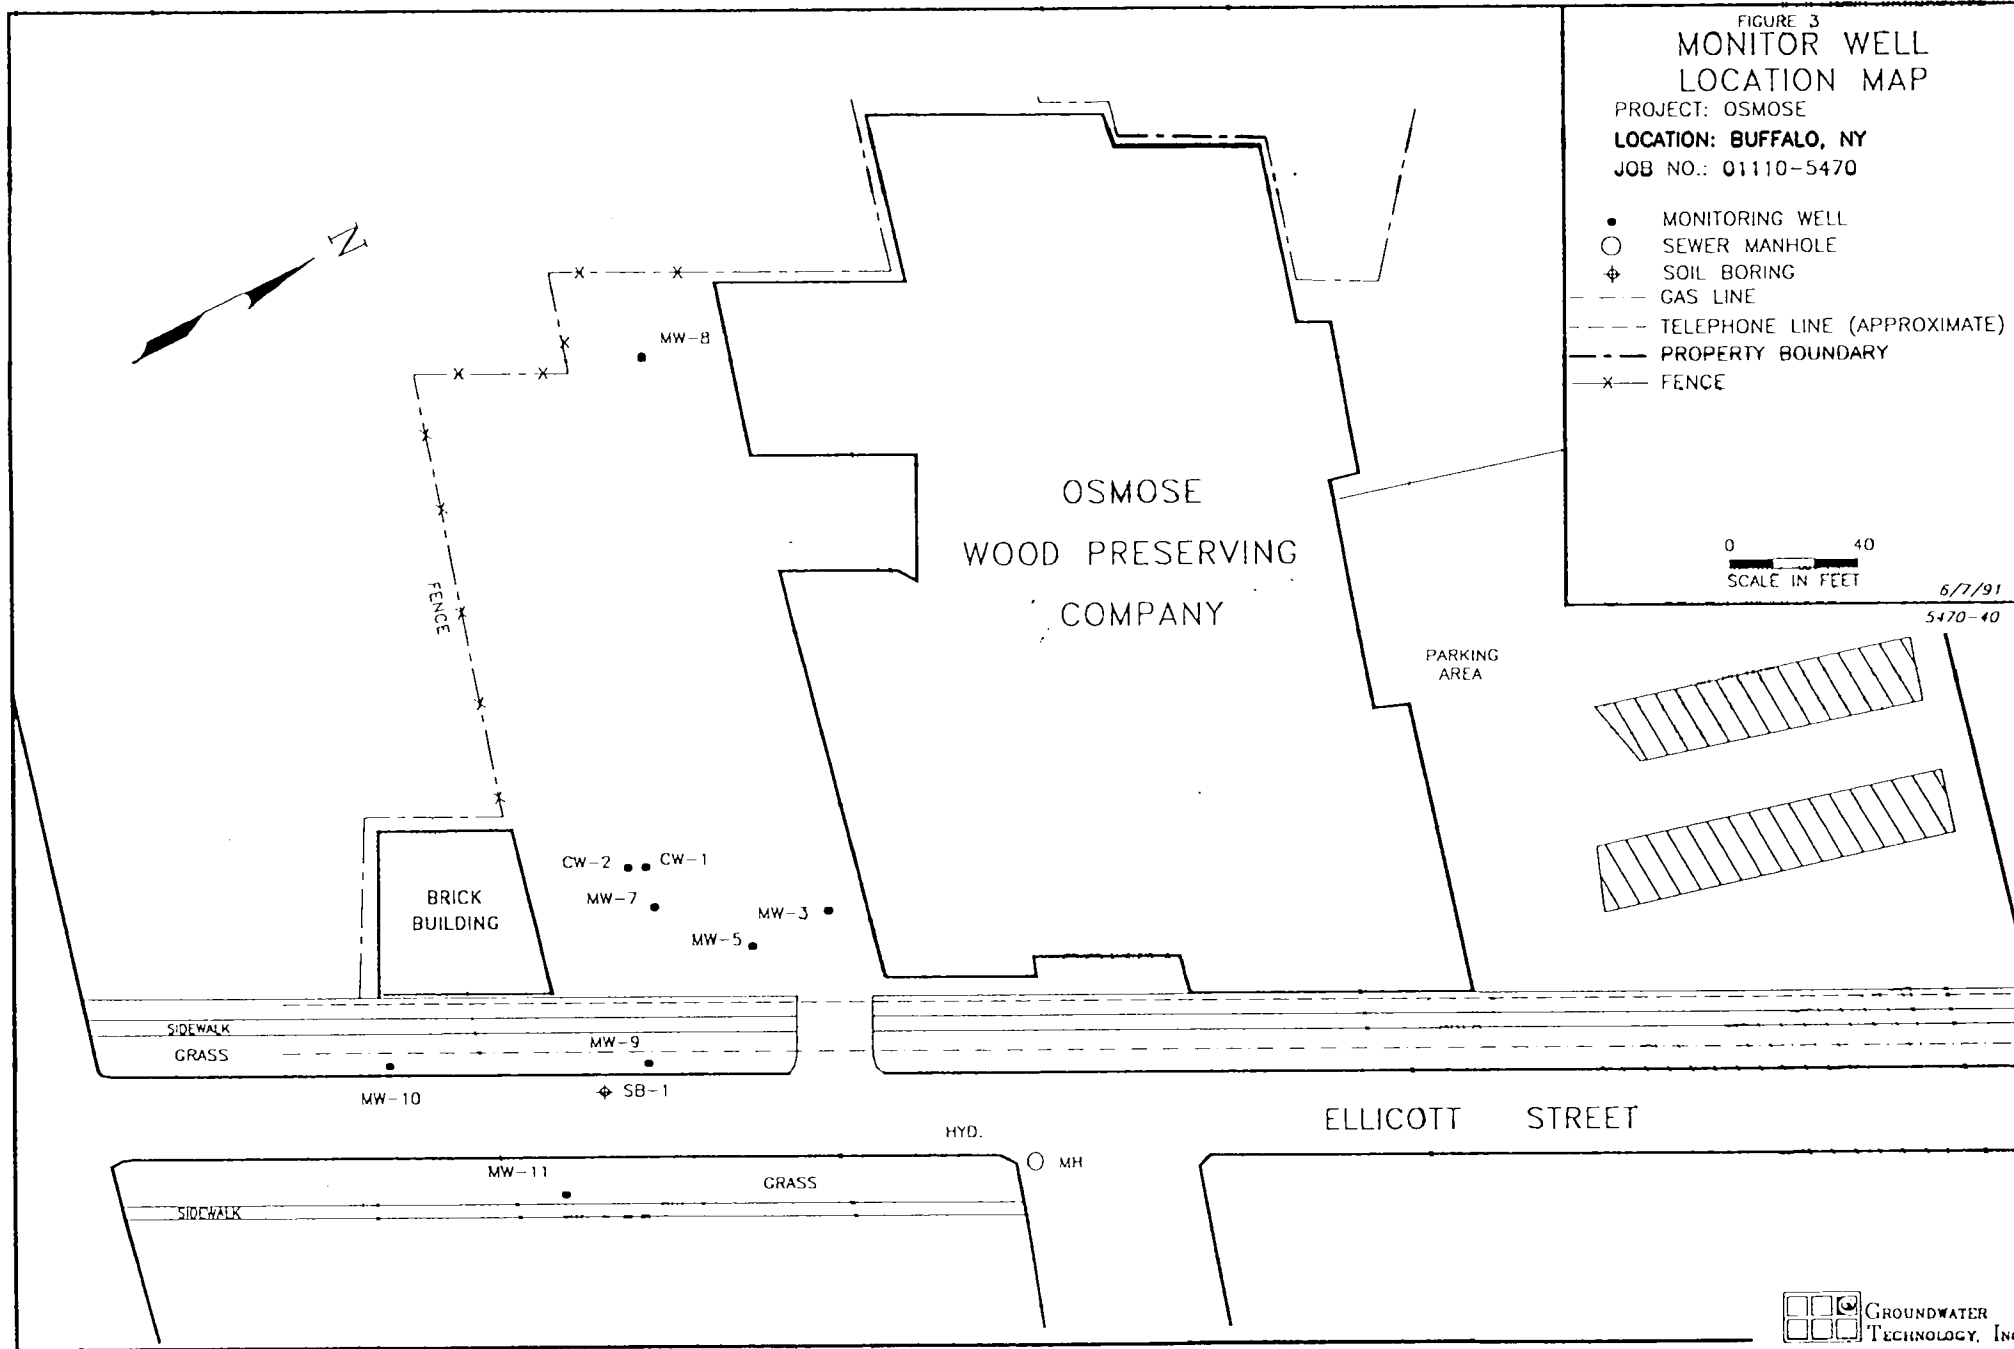 FIGURE 3
MONITOR WELL
LOCATION MAP
PROJECT: OSMOSE
LOCATION: BUFFALO, NY
JOB NO.: 01110-5470
MONITORING WELL
SEWER MANHOLE
SOIL BORING
GAS LINE
TELEPHONE LINE (APPROXIMATE)
PROPERTY BOUNDARY
X FENCE
0 40
SCALE IN FEET
6/7/91
5470-40
N
MW-8
OSMOSE
WOOD PRESERVING
COMPANY
FENCE
PARKING
AREA
CW-2 CW-1
BRICK
BUILDING
MW-7
MW-3
MW-5
SIDEWALK
GRASS
MW-9
MW-10
SB-1
ELLICOTT STREET
HYD.
MH
MW-11
GRASS
SIDEWALK
GROUNDWATER
TECHNOLOGY, INC